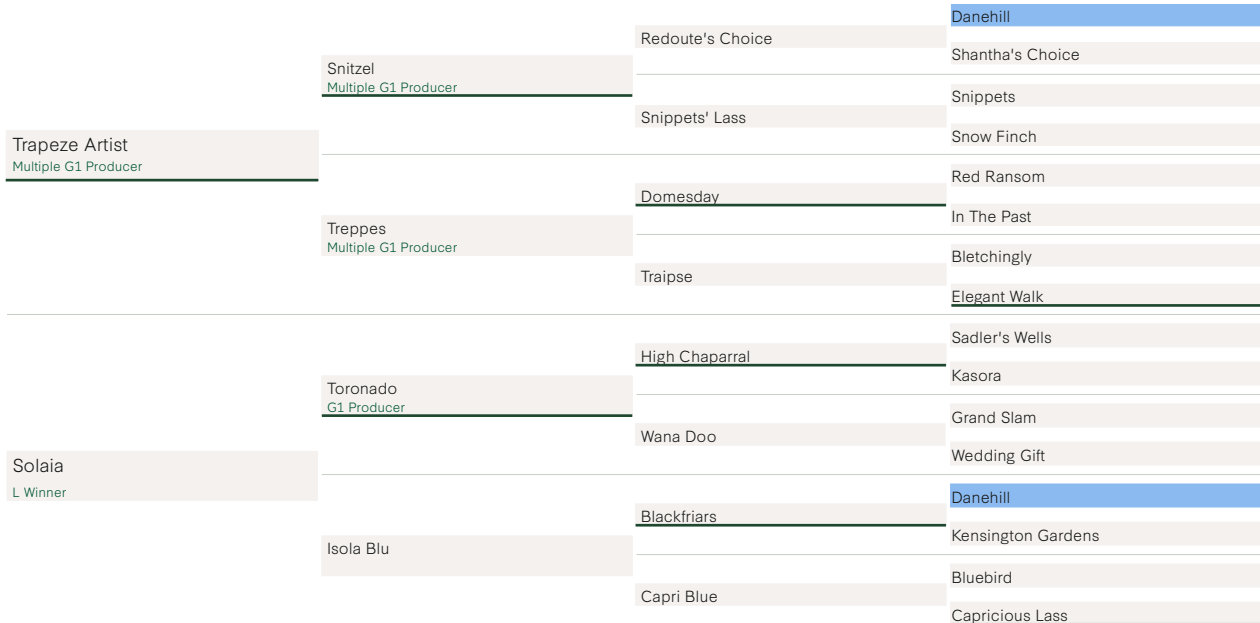 Danehill
Redoute's Choice
Shantha's Choice
Snitzel
Multiple G1 Producer
Snippets
Snippets' Lass
Snow Finch
Trapeze Artist
Multiple G1 Producer
Red Ransom
Domesday
In The Past
Treppes
Multiple G1 Producer
Bletchingly
Traipse
Elegant Walk
Sadler's Wells
High Chaparral
Kasora
Toronado
G1 Producer
Grand Slam
Wana Doo
Wedding Gift
Solaia
L Winner
Danehill
Blackfriars
Kensington Gardens
Isola Blu
Bluebird
Capri Blue
Capricious Lass